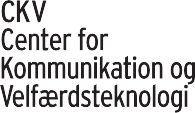 CKV
Center for
Kommunikation og
Velfærdsteknologi